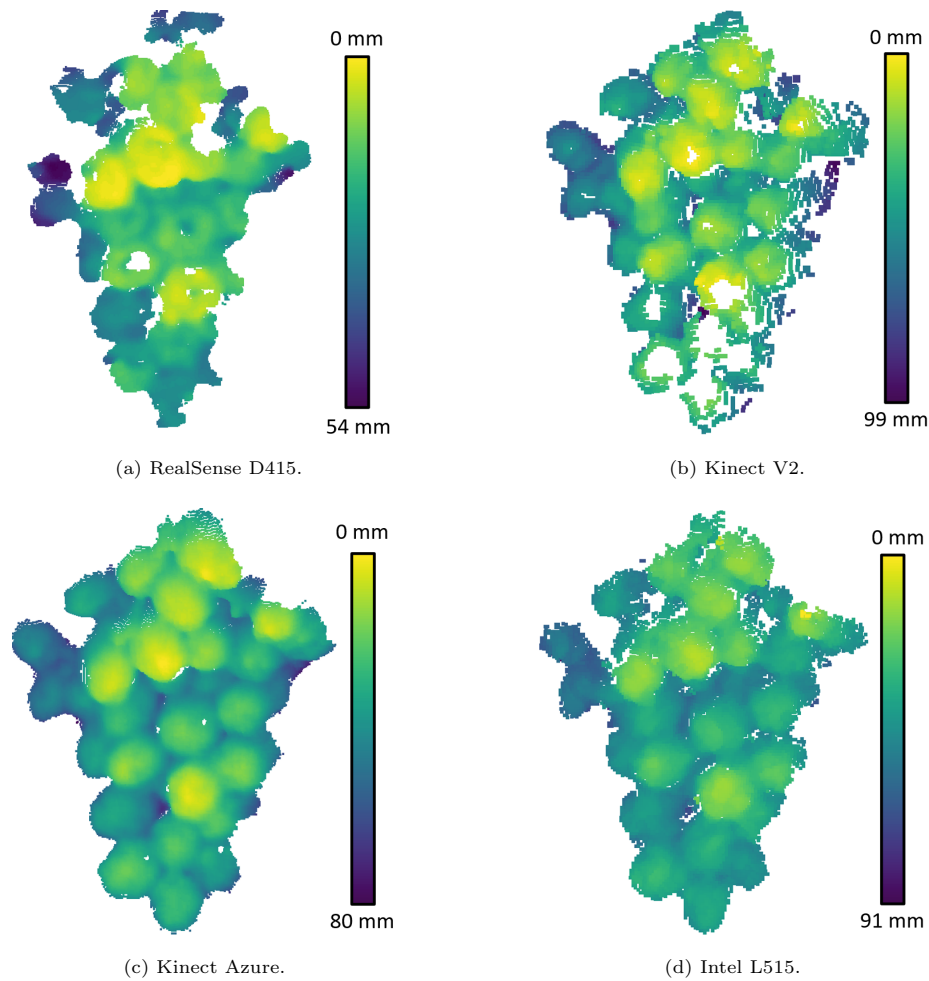 0 mm
54 mm
(a) RealSense D415.
0 mm
99 mm
(b) Kinect V2.
0 mm
80 mm
(c) Kinect Azure.
0 mm
91 mm
(d) Intel L515.